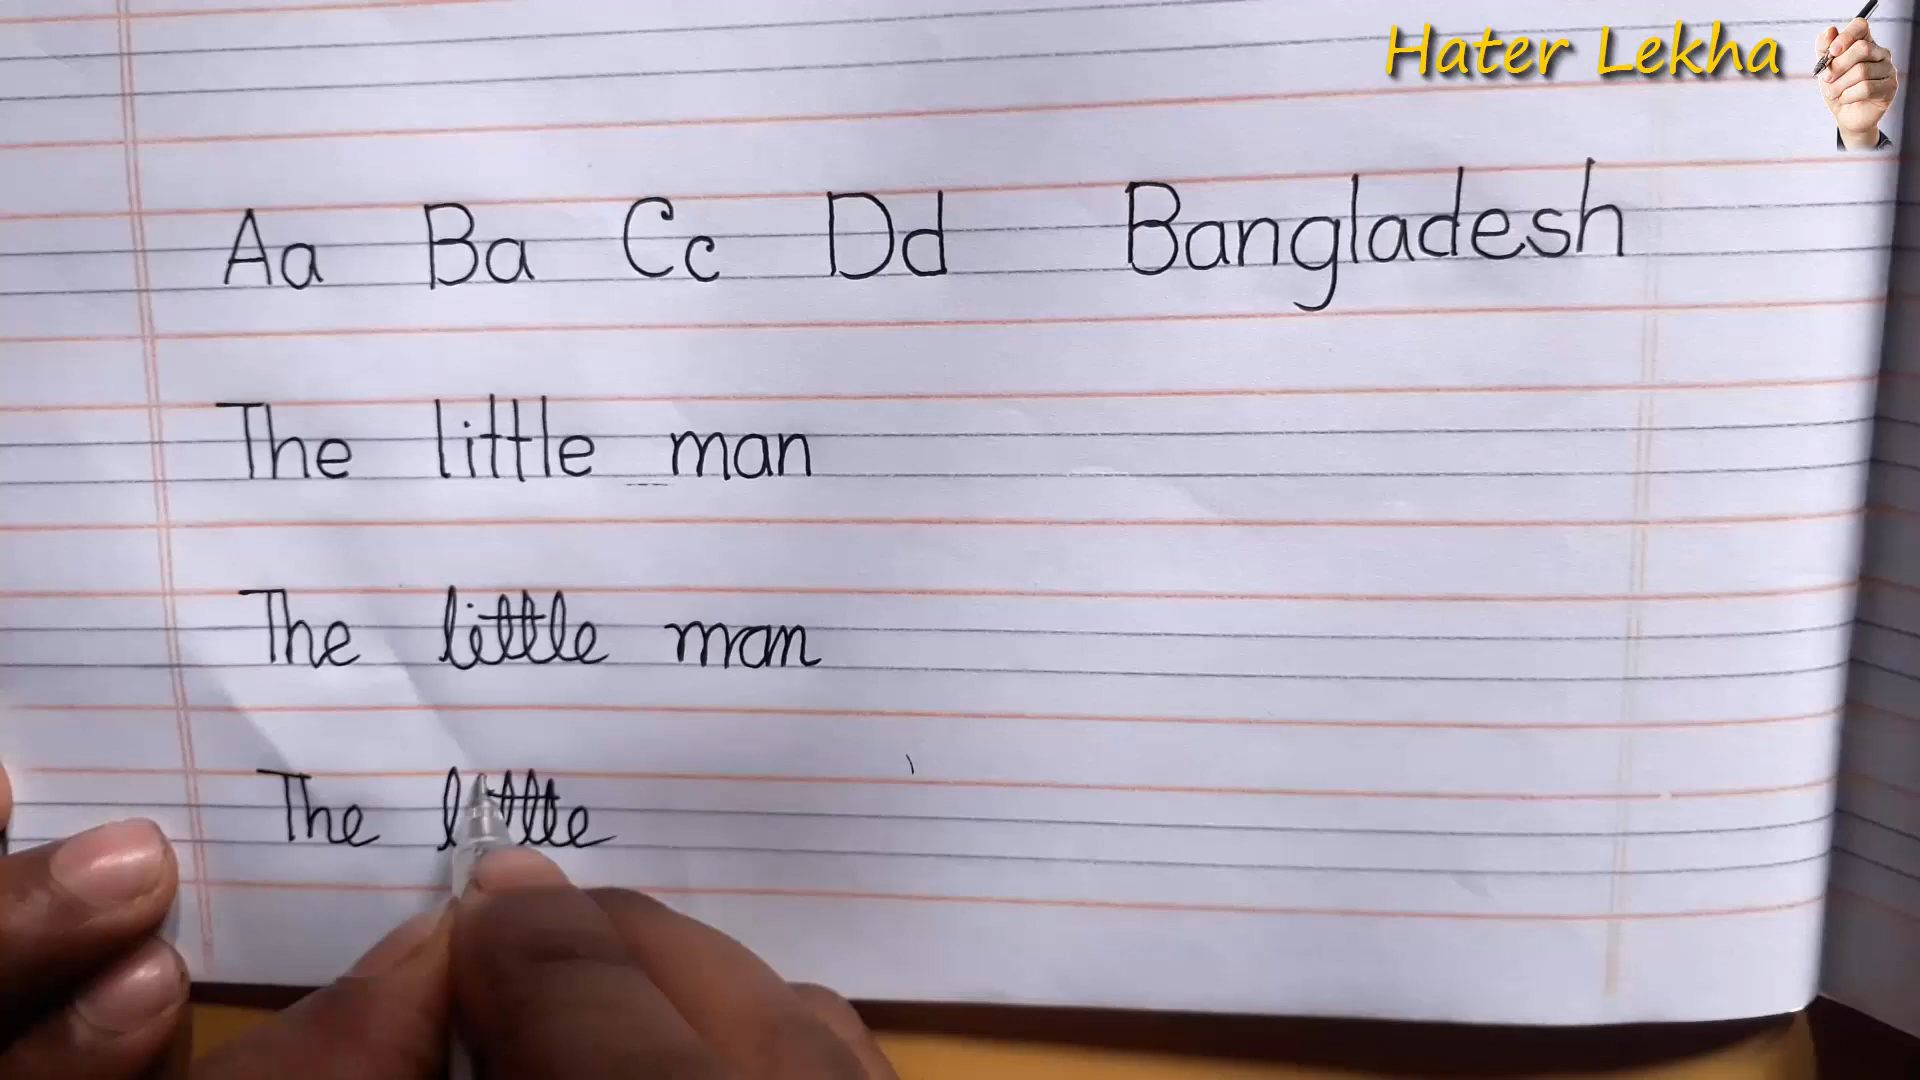 Hater Lekha
Aa Ba Cc Dd Bangladesh
The little man
The little man
The little